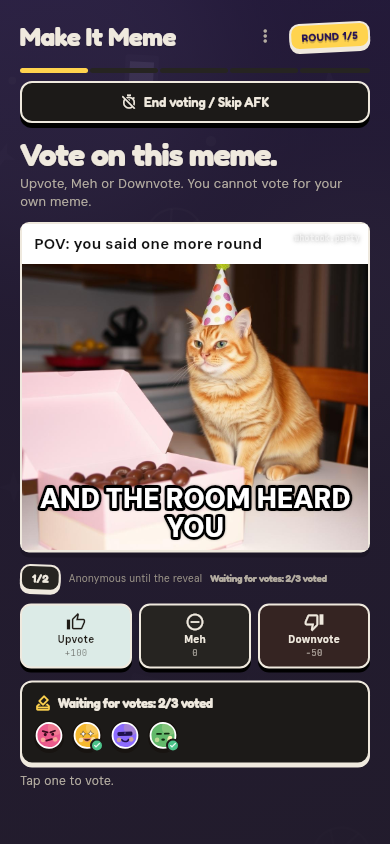 Make It Meme
ROUND 1/5
End voting / Skip AFK
Vote on this meme.
Upvote, Meh or Downvote. You cannot vote for your
own meme.
POV: you said one more round
AND THE ROOM HEARD
YOU
1/2
Anonymous until the reveal
Waiting for votes: 2/3 voted
Upvote
+100
Meh
0
Downvote
-50
Waiting for votes: 2/3 voted
Tap one to vote.